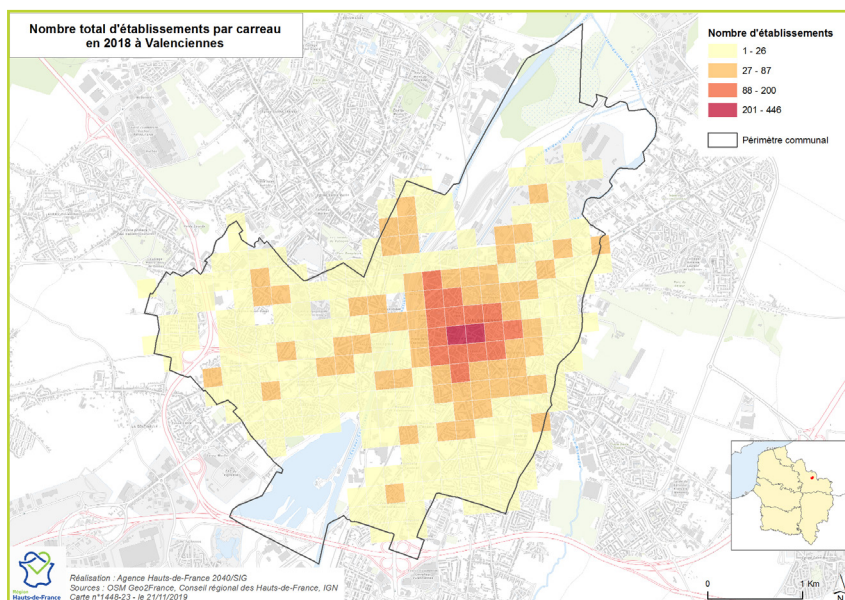 Nombre total d'établissements par carreau
en 2018 à Valenciennes
Nombre d'établissements
1 - 26
27 - 87
88 - 200
201 - 446
Périmètre communal
Région
Hauts-de-France
Réalisation : Agence Hauts-de-France 2040/SIG
Sources : OSM Geo2France, Conseil régional des Hauts-de-France, IGN
Carte n°1448-23 - le 21/11/2019
0 1 Km
N